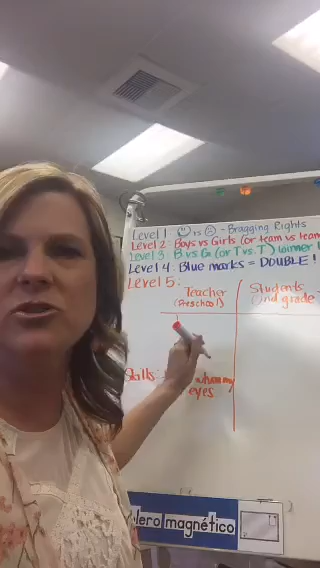 Level 1: vs - Bragging Rights
Level 2: Boys vs Girls (or team vs team
Level 3: B vs G (or T vs. T) winner
Level 4: Blue marks = DOUBLE!
Level 5:
Teacher
(Preschool)
Students
2nd grade
Skills:
eyes
lero magnético